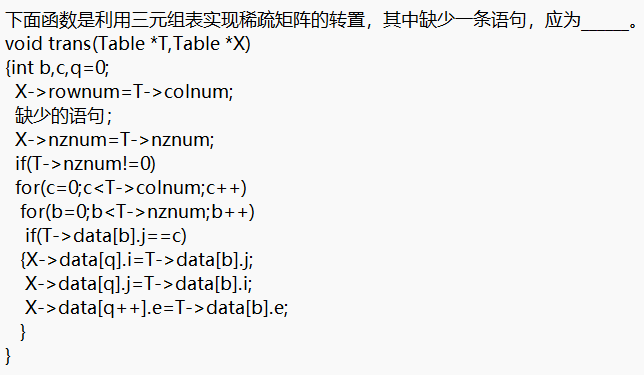 下面函数是利用三元组表实现稀疏矩阵的转置，其中缺少一条语句，应为_____。
void trans(Table *T,Table *X)
{int b,c,q=0;
X->rownum=T->colnum;
缺少的语句;
X->nznum=T->nznum;
if(T->nznum!=0)
for(c=0;c<T->colnum;c++)
for(b=0;b<T->nznum;b++)
if(T->data[b].j==c)
{X->data[q].i=T->data[b].j;
X->data[q].j=T->data[b].i;
X->data[q++].e=T->data[b].e;
}
}